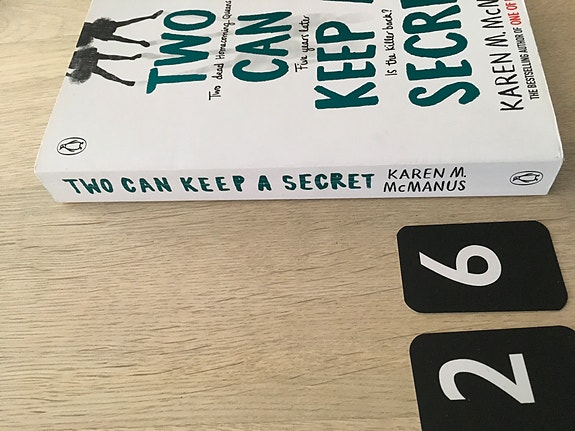 TWO
Two dead Homecoming Queens
CAN
Five years later
KEEP
Is the killer back?
SECR
KAREN M. McM
THE BESTSELLING AUTHOR OF ONE OF
TWO CAN KEEP A SECRET
KAREN M.
McMANUS
6
2